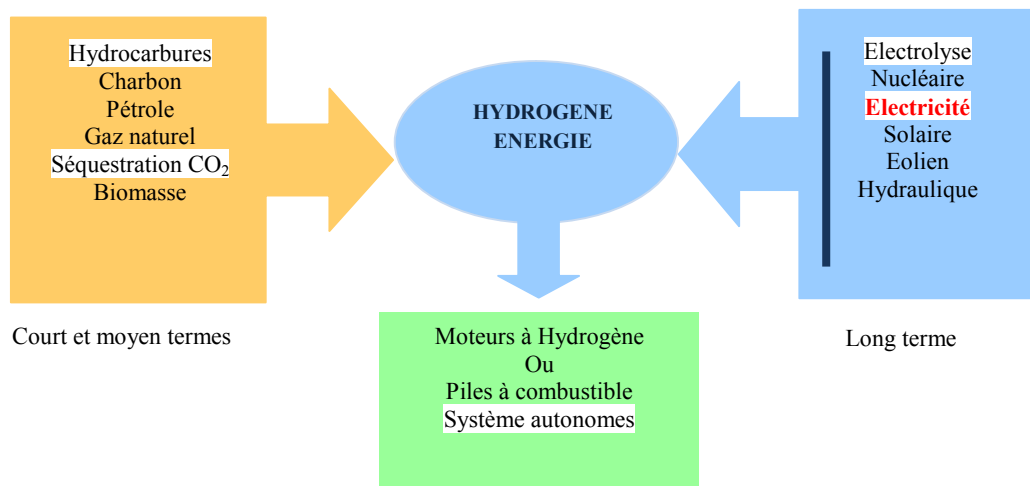 Hydrocarbures
Charbon
Pétrole
Gaz naturel
Séquestration CO₂
Biomasse
HYDROGENE
ENERGIE
Electrolyse
Nucléaire
Electricité
Solaire
Eolien
Hydraulique
Court et moyen termes
Moteurs à Hydrogène
Ou
Piles à combustible
Système autonomes
Long terme